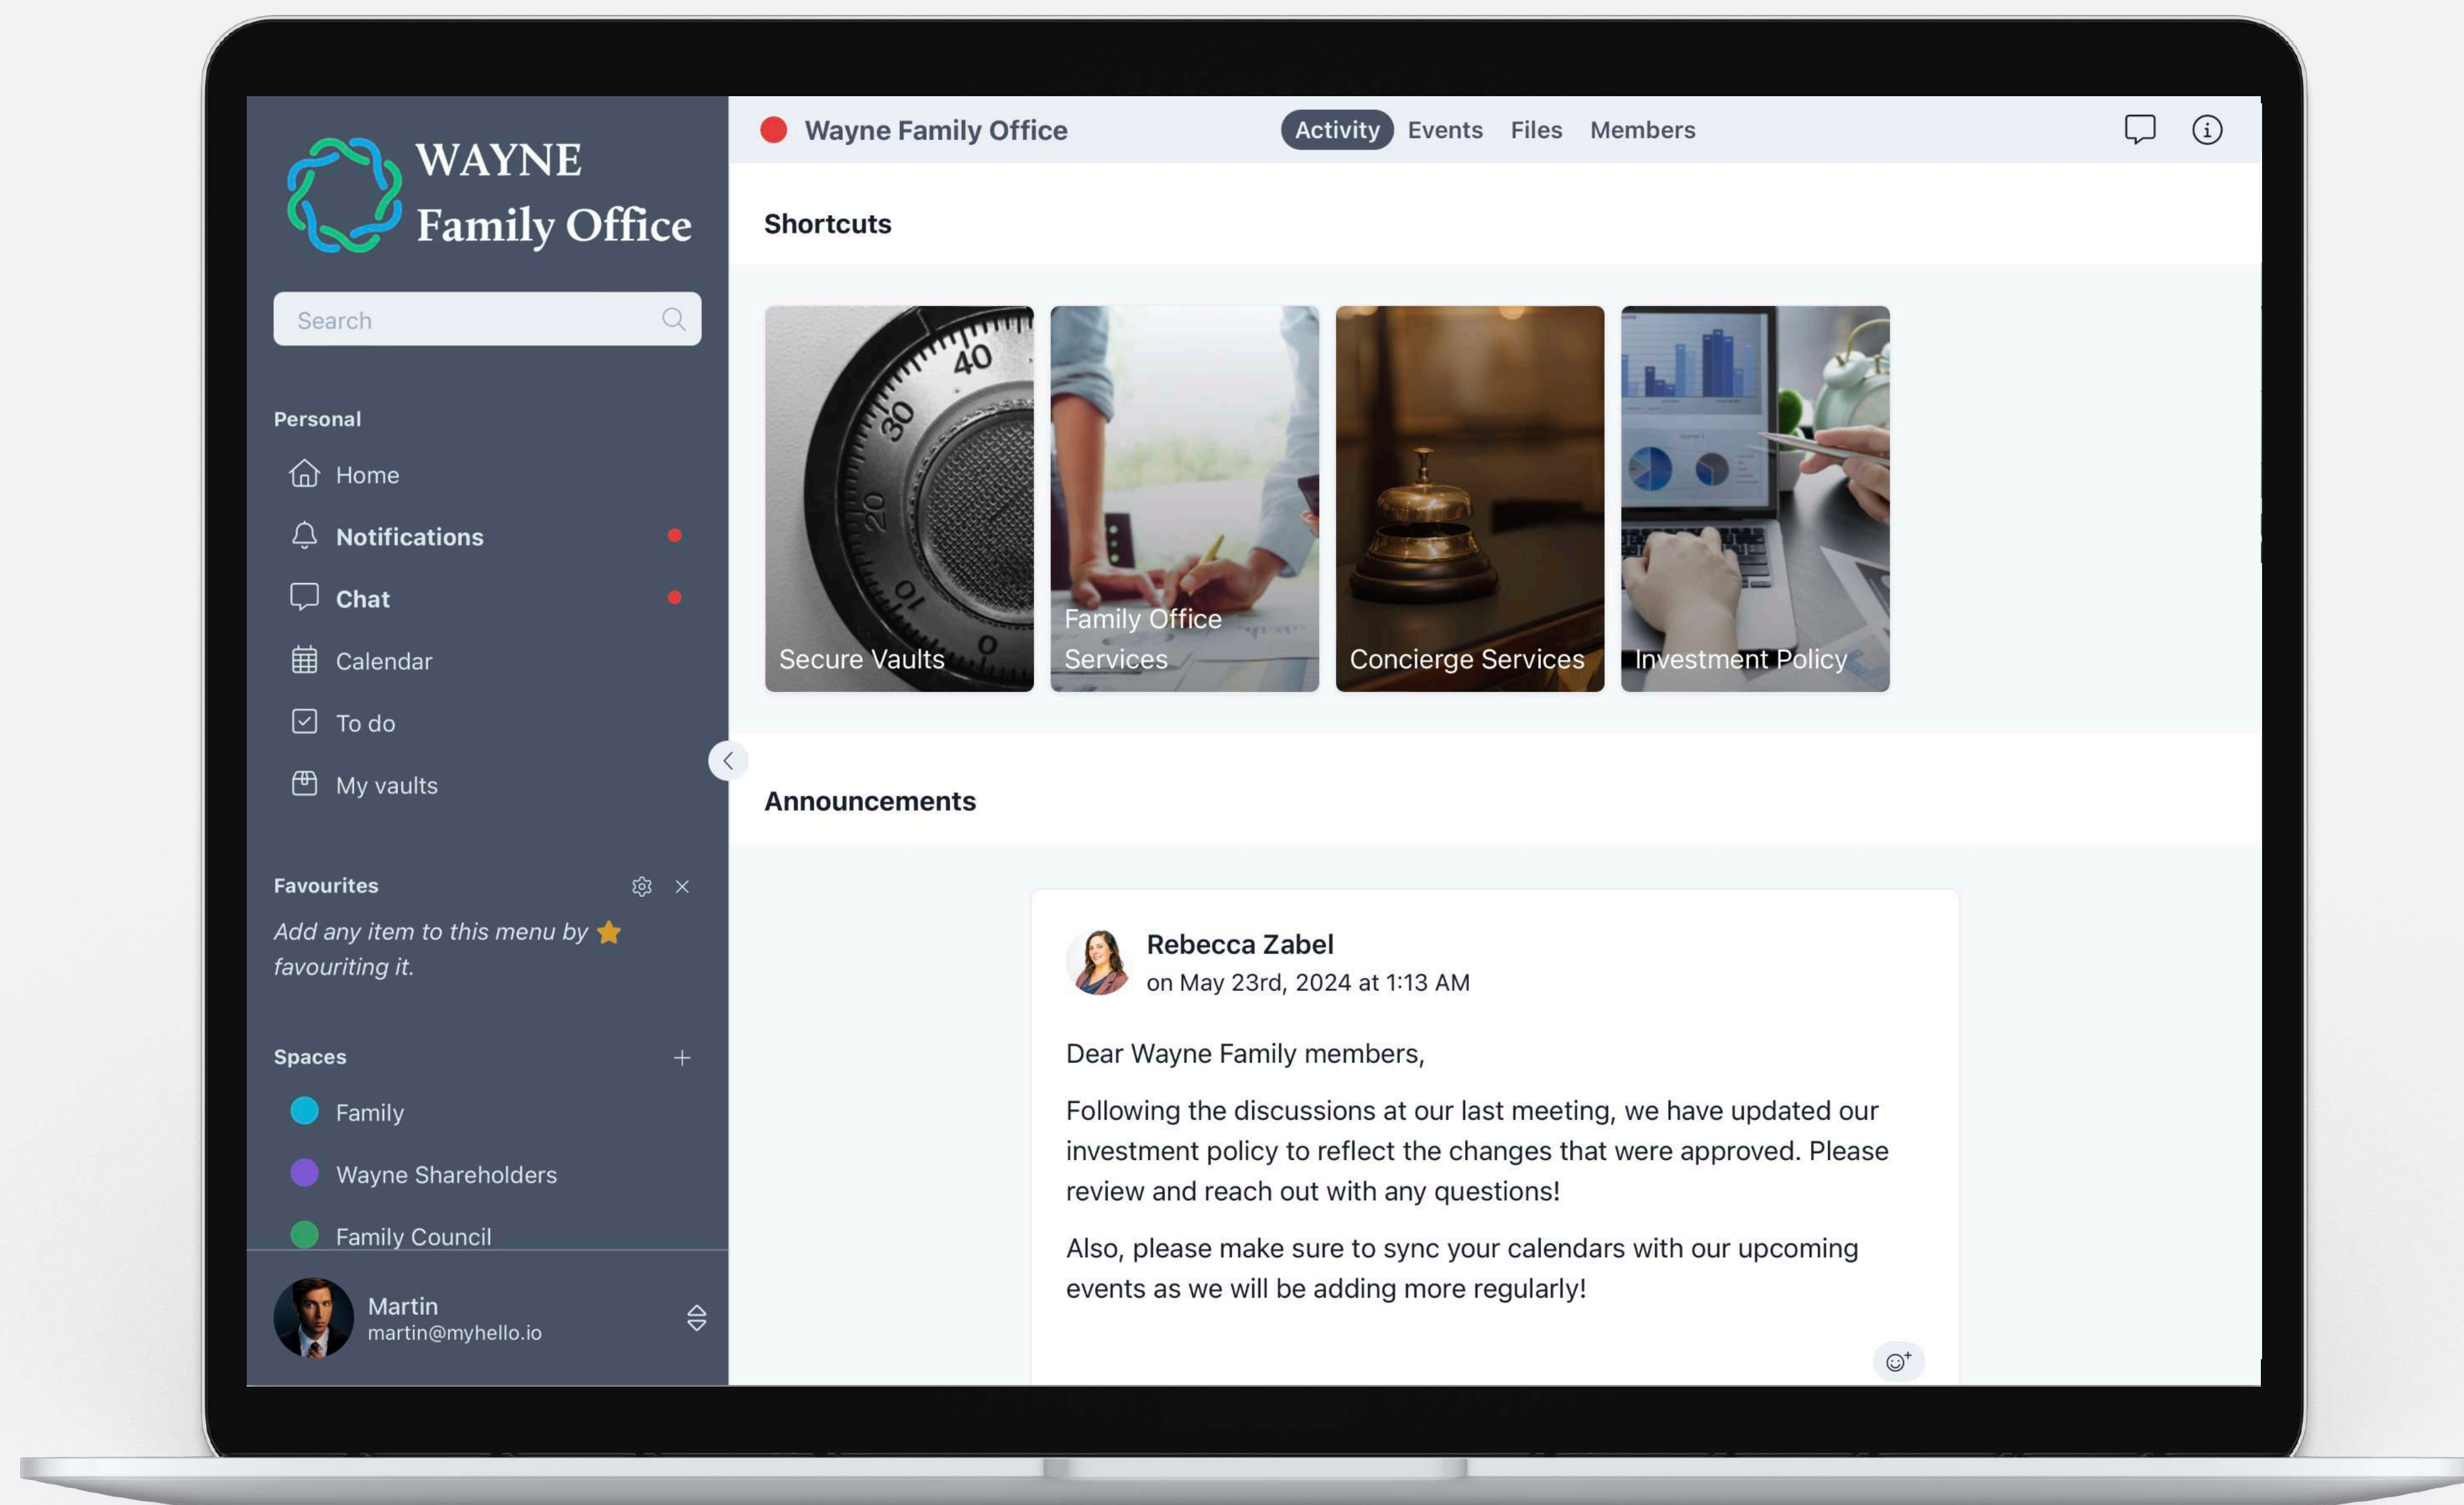 WAYNE
Family Office
Search
Personal
Home
Notifications
Chat
Calendar
To do
My vaults
Favourites
Add any item to this menu by
favouriting it.
Spaces
Family
Wayne Shareholders
Family Council
Martin
martin@myhello.io
Wayne Family Office
Activity Events Files Members
Shortcuts
40
30
20
10
0
Secure Vaults
Family Office
Services
Concierge Services
Investment Policy
Announcements
Rebecca Zabel
on May 23rd, 2024 at 1:13 AM
Dear Wayne Family members,
Following the discussions at our last meeting, we have updated our
investment policy to reflect the changes that were approved. Please
review and reach out with any questions!
Also, please make sure to sync your calendars with our upcoming
events as we will be adding more regularly!